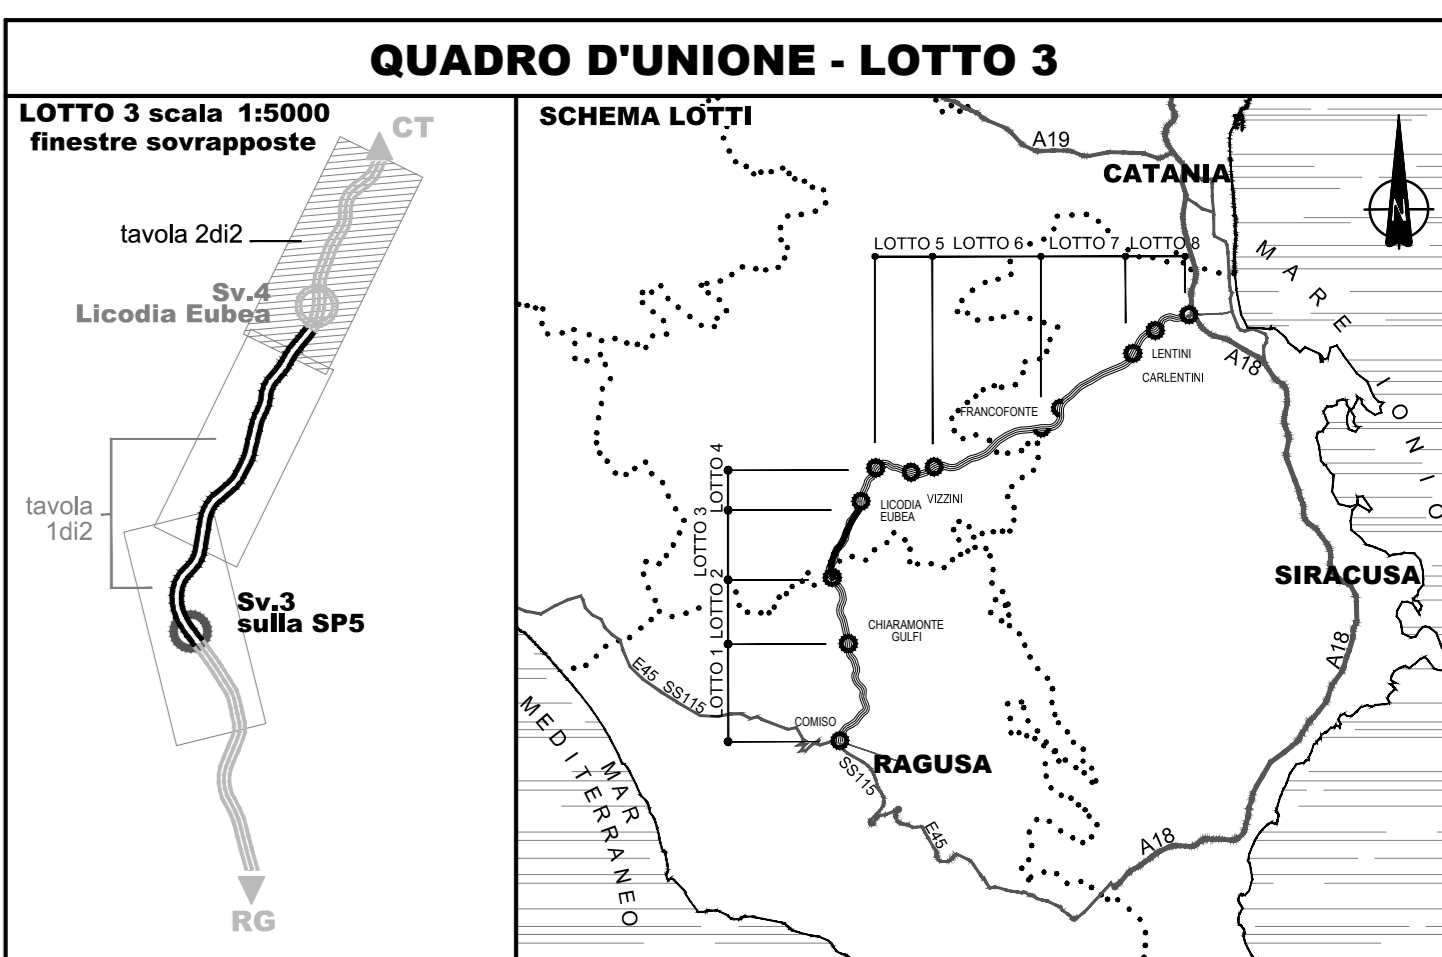 QUADRO D'UNIONE - LOTTO 3
LOTTO 3 scala 1:5000
finestre sovrapposte
CT
tavola 2di2
Sv.4
Licodia Eubea
tavola
1di2
Sv.3
sulla SP5
RG
SCHEMA LOTTI
A19
CATANIA
N
LOTTO 5
LOTTO 6
LOTTO 7
LOTTO 8
MARE IONIO
LENTINI
CARLENTINI
A18
FRANCOFONTE
LOTTO 4
LOTTO 3
LOTTO 2
LOTTO 1
VIZZINI
LICODIA
EUBEA
SIRACUSA
CHIARAMONTE
GULFI
A18
E45
SS115
COMISO
RAGUSA
SS115
E45
A18
MAR
MEDITERRANEO